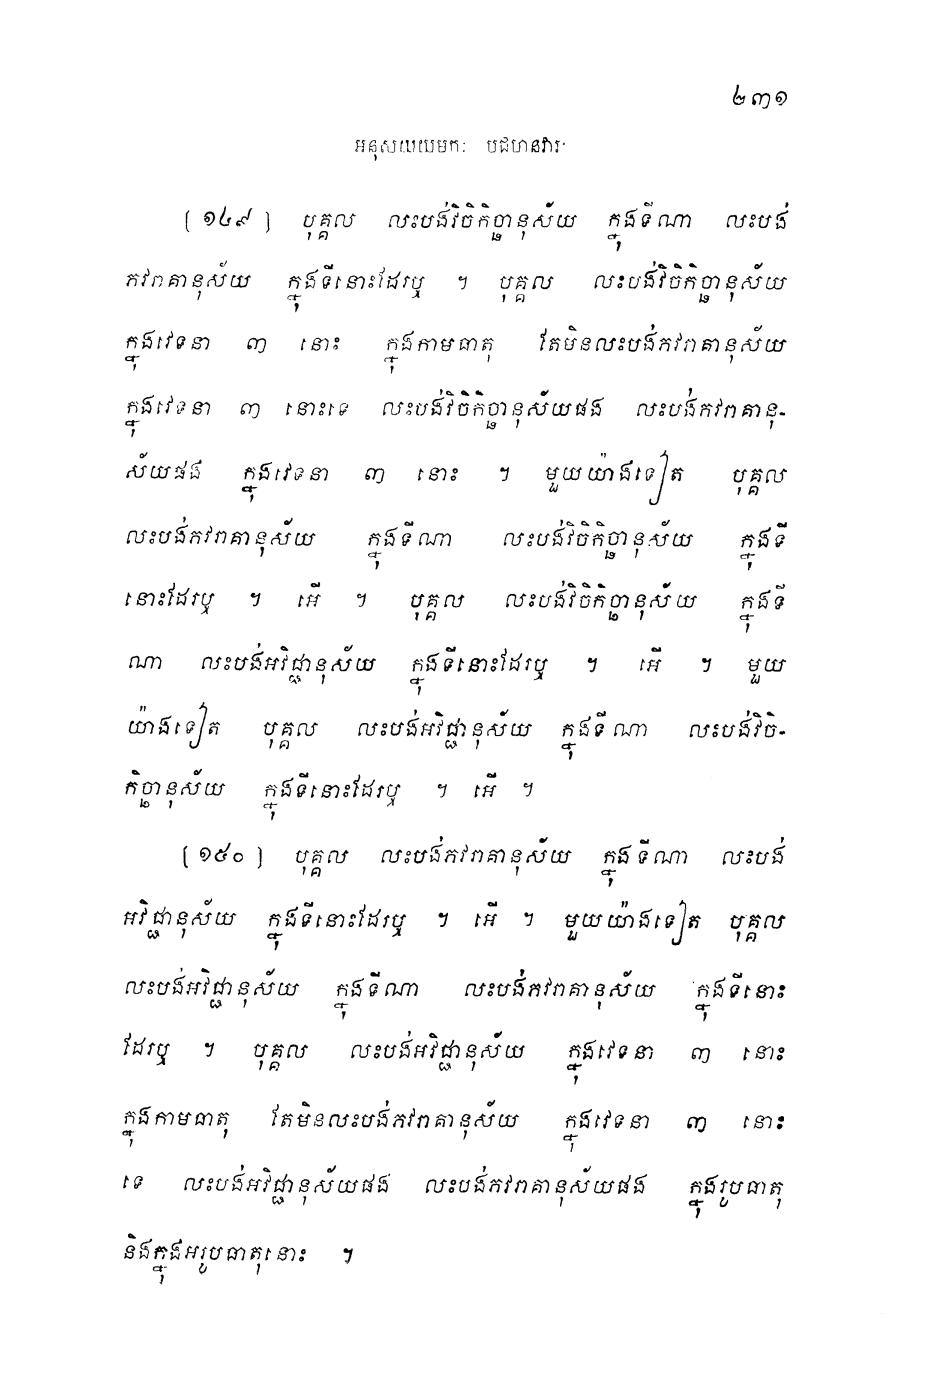 ២៣១
អនុសយយមកៈ បជហនវារៈ
[១៤៩] បុគ្គល លះបង់វិចិកិច្ឆានុស័យ ក្នុងទីណា លះបង់
ភវរាគានុស័យ ក្នុងទីនោះដែរឬ ។ បុគ្គល លះបង់វិចិកិច្ឆានុស័យ
ក្នុងវេទនា ៣ នោះ ក្នុងកាមធាតុ តែមិនលះបង់ភវរាគានុស័យ
ក្នុងវេទនា ៣ នោះទេ លះបង់វិចិកិច្ឆានុស័យផង លះបង់ភវរាគានុ-
ស័យផង ក្នុងវេទនា ៣ នោះ ។ មួយយ៉ាងទៀត បុគ្គល
លះបង់ភវរាគានុស័យ ក្នុងទីណា លះបង់វិចិកិច្ឆានុស័យ ក្នុងទី
នោះដែរឬ ។ អើ ។ បុគ្គល លះបង់វិចិកិច្ឆានុស័យ ក្នុងទី
ណា លះបង់អវិជ្ជានុស័យ ក្នុងទីនោះដែរឬ ។ អើ ។ មួយ
យ៉ាងទៀត បុគ្គល លះបង់អវិជ្ជានុស័យ ក្នុងទីណា លះបង់វិចិ-
កិច្ឆានុស័យ ក្នុងទីនោះដែរឬ ។ អើ ។
[១៥០] បុគ្គល លះបង់ភវរាគានុស័យ ក្នុងទីណា លះបង់
អវិជ្ជានុស័យ ក្នុងទីនោះដែរឬ ។ អើ ។ មួយយ៉ាងទៀត បុគ្គល
លះបង់អវិជ្ជានុស័យ ក្នុងទីណា លះបង់ភវរាគានុស័យ ក្នុងទីនោះ
ដែរឬ ។ បុគ្គល លះបង់អវិជ្ជានុស័យ ក្នុងវេទនា ៣ នោះ
ក្នុងកាមធាតុ តែមិនលះបង់ភវរាគានុស័យ ក្នុងវេទនា ៣ នោះ
ទេ លះបង់អវិជ្ជានុស័យផង លះបង់ភវរាគានុស័យផង ក្នុងរូបធាតុ
និងក្នុងអរូបធាតុនោះ ។